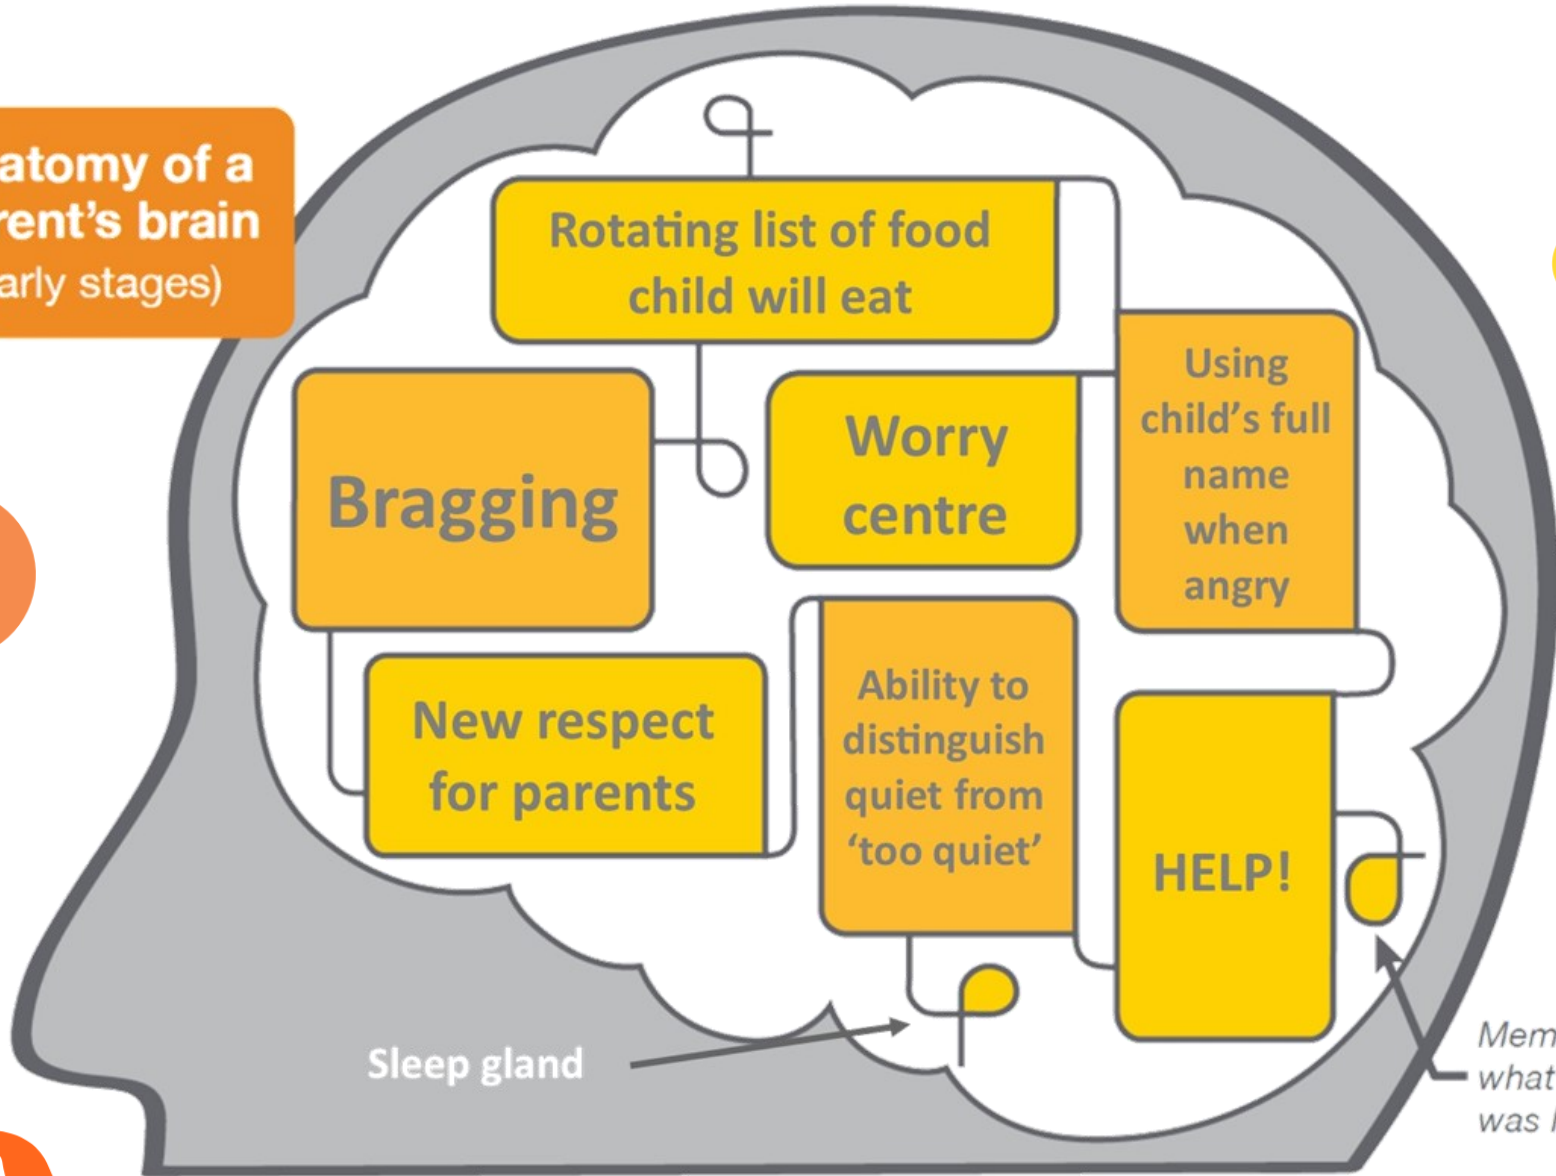 atomy of a
rent's brain
arly stages)
Rotating list of food
child will eat
Bragging
Worry
centre
Using
child's full
name
when
angry
New respect
for parents
Ability to
distinguish
quiet from
'too quiet'
HELP!
Sleep gland
Mem
what
was